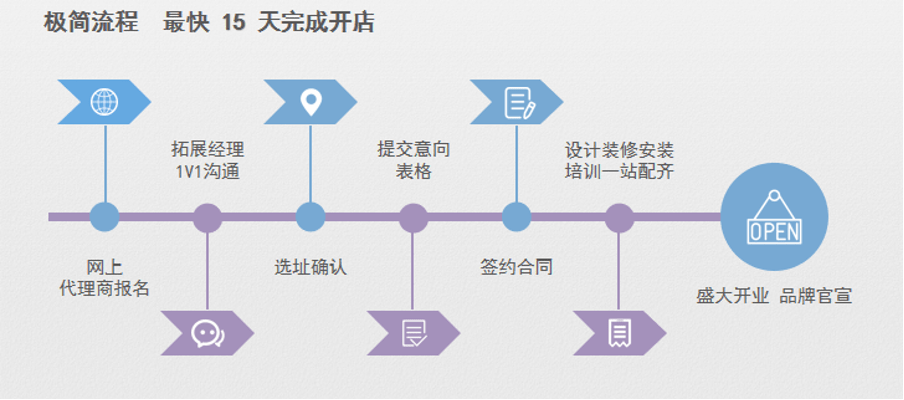 极简流程 最快 15 天完成开店
网上
代理商报名
拓展经理
1V1沟通
选址确认
提交意向
表格
签约合同
设计装修安装
培训一站配齐
OPEN
盛大开业 品牌官宣